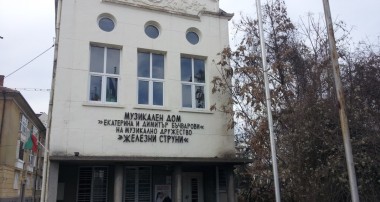 МУЗИКАЛЕН ДОМ
»ЕКАТЕРИНА И ДИМИТЪР БЪЧВАРОВИ«
НА МУЗИКАЛНО ДРУЖЕСТВО
»ЖЕЛЕЗНИ СТРУНИ«